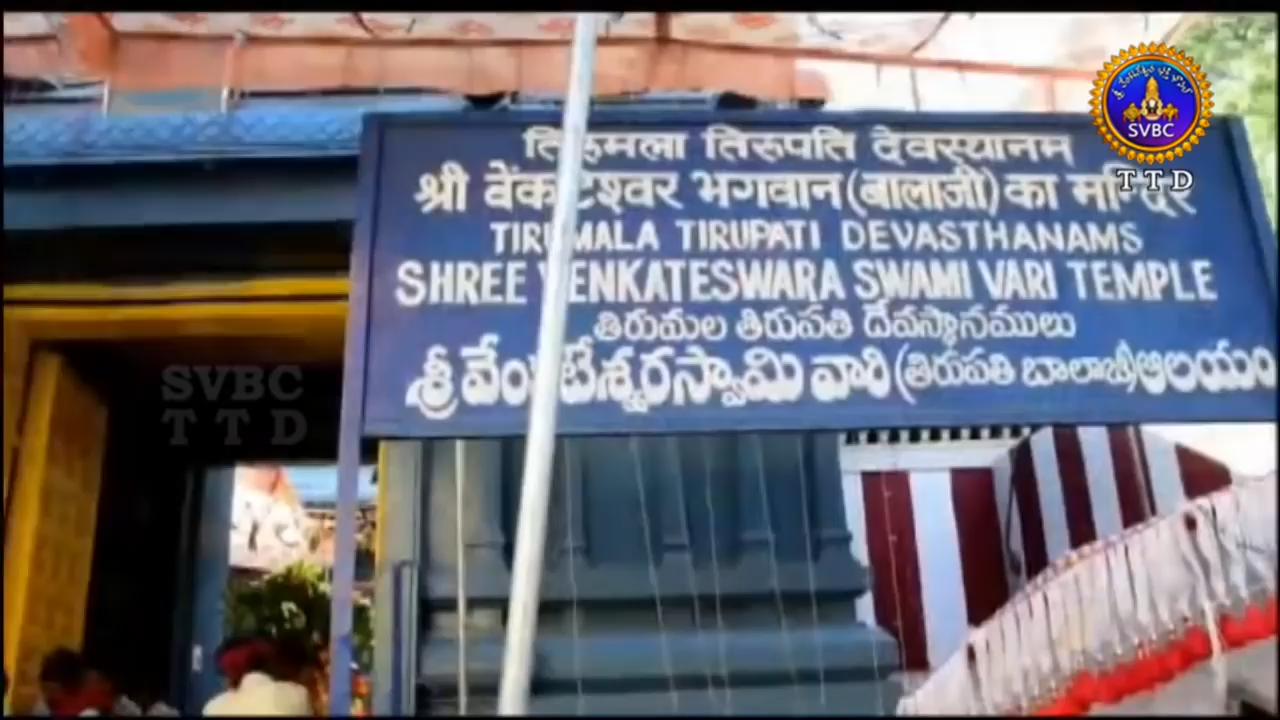 तिरुमला तिरुपति देवस्थानम
श्री वेंकटेश्वर भगवान (बालाजी) का मन्दिर
TIRUMALA TIRUPATI DEVASTHANAMS
SHREE VENKATESWARA SWAMI VARI TEMPLE
తిరుమల తిరుపతి దేవస్థానములు
శ్రీ వేంకటేశ్వరస్వామి వారి (తిరుపతి బాలాజీ) ఆలయం
SVBC
TTD
SVBC
TTD